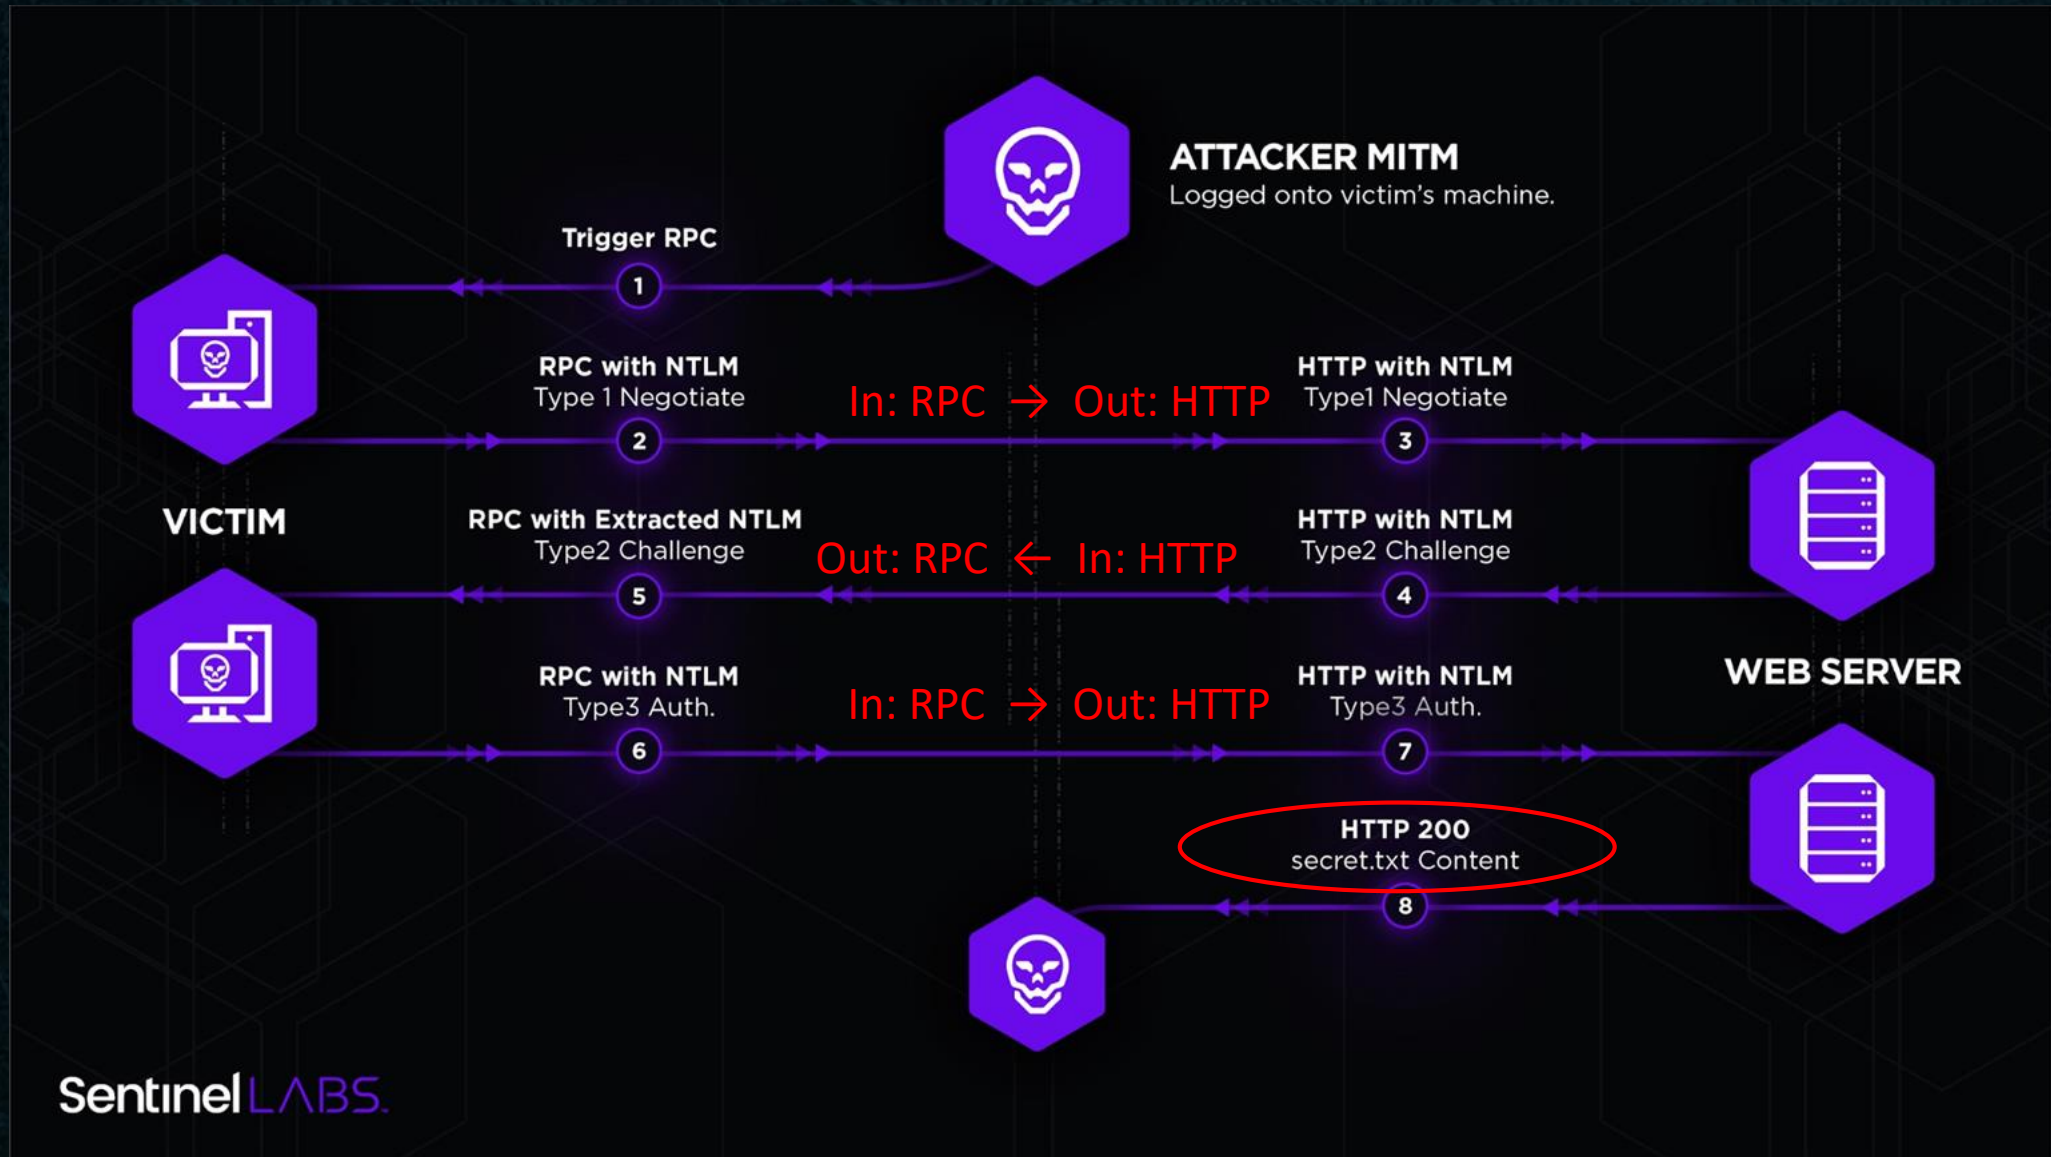 ATTACKER MITM
Logged onto victim's machine.
Trigger RPC
1
RPC with NTLM
Type 1 Negotiate
In: RPC → Out: HTTP
HTTP with NTLM
Type1 Negotiate
2
3
VICTIM
RPC with Extracted NTLM
Type2 Challenge
Out: RPC ← In: HTTP
HTTP with NTLM
Type2 Challenge
5
4
WEB SERVER
RPC with NTLM
Type3 Auth.
In: RPC → Out: HTTP
HTTP with NTLM
Type3 Auth.
6
7
HTTP 200
secret.txt Content
8
SentinelLABS